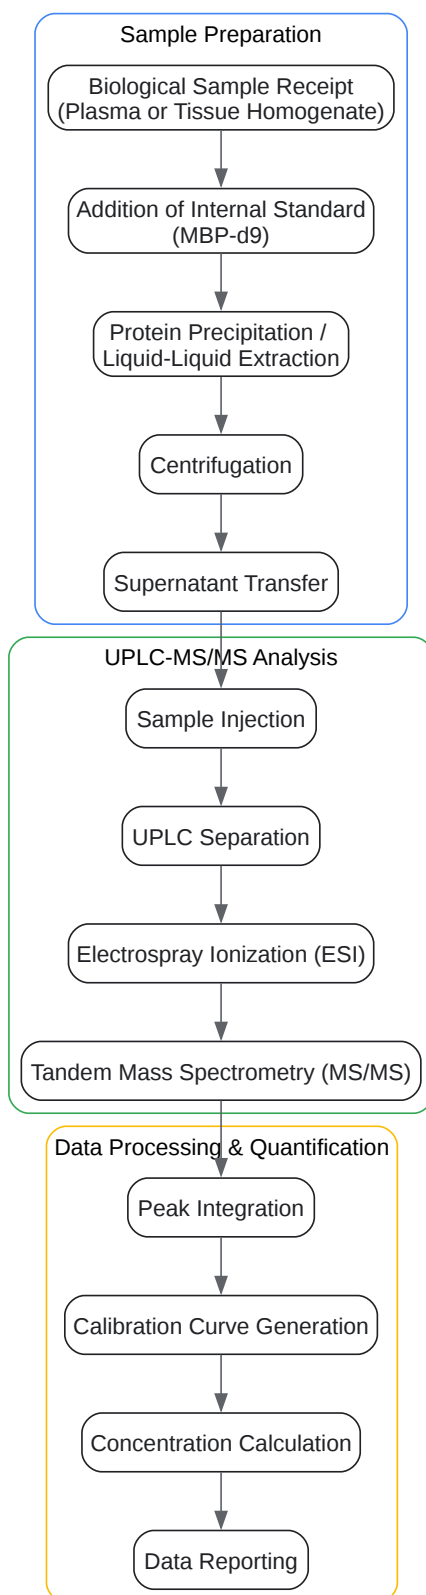 Sample Preparation
Biological Sample Receipt
(Plasma or Tissue Homogenate)
Addition of Internal Standard
(MBP-d9)
Protein Precipitation /
Liquid-Liquid Extraction
Centrifugation
Supernatant Transfer
UPLC-MS/MS Analysis
Sample Injection
UPLC Separation
Electrospray Ionization (ESI)
Tandem Mass Spectrometry (MS/MS)
Data Processing & Quantification
Peak Integration
Calibration Curve Generation
Concentration Calculation
Data Reporting